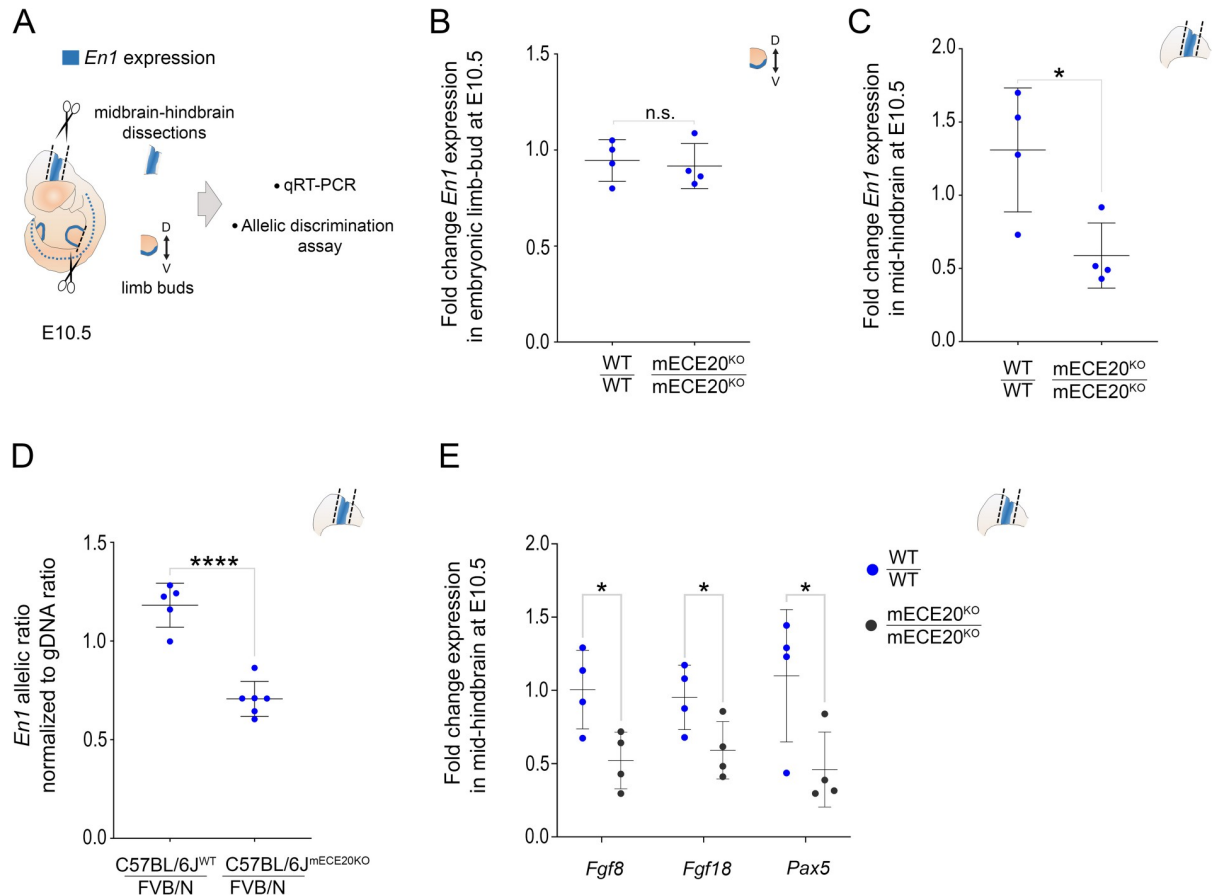 A
En1 expression
midbrain-hindbrain
dissections
D
V
limb buds
E10.5
• qRT-PCR
• Allelic discrimination
assay
B
Fold change En1 expression
in embryonic limb-bud at E10.5
1.5
1.0
0.5
0.0
n.s.
D
V
WT
WT
mECE20KO
mECE20KO
C
Fold change En1 expression
in mid-hindbrain at E10.5
2.0
1.5
1.0
0.5
0.0
*
WT
WT
mECE20KO
mECE20KO
D
En1 allelic ratio
normalized to gDNA ratio
1.5
1.0
0.5
0.0
****
C57BL/6JWT
FVB/N
C57BL/6JmECE20KO
FVB/N
E
Fold change expression
in mid-hindbrain at E10.5
2.0
1.5
1.0
0.5
0.0
* * *
Fgf8 Fgf18 Pax5
WT
WT
mECE20KO
mECE20KO